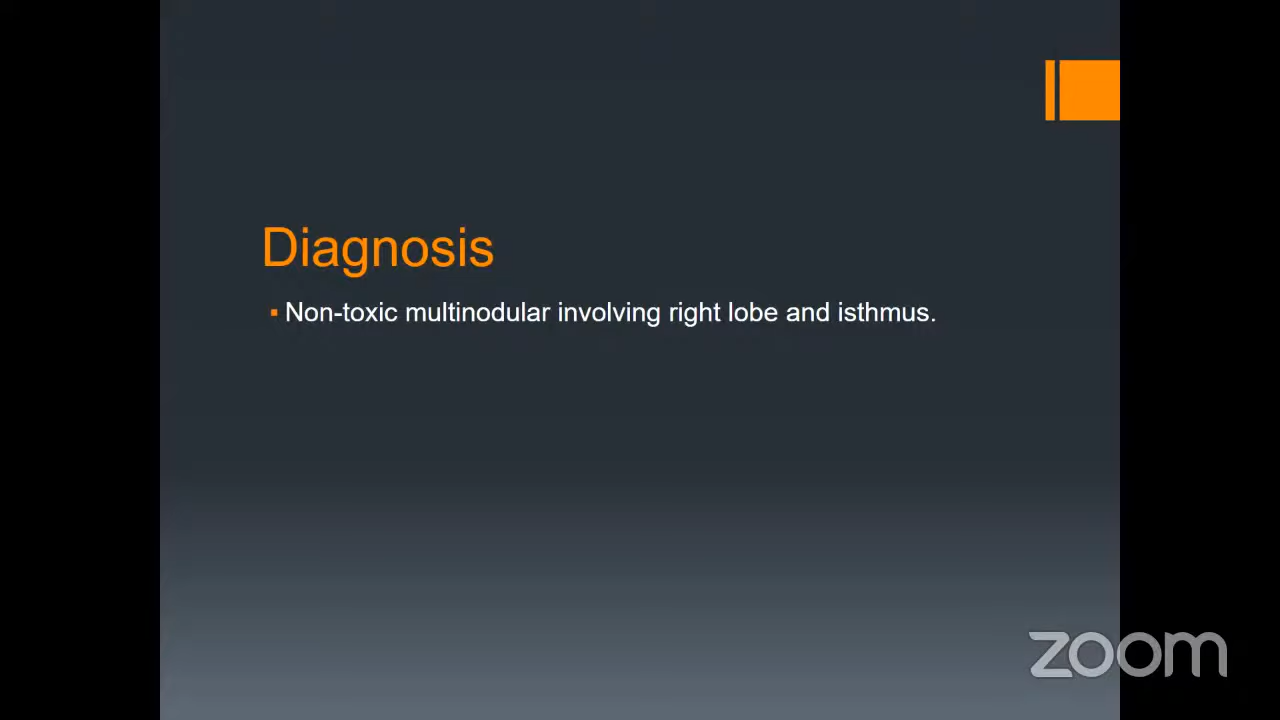 Diagnosis
▪ Non-toxic multinodular involving right lobe and isthmus.
zoom